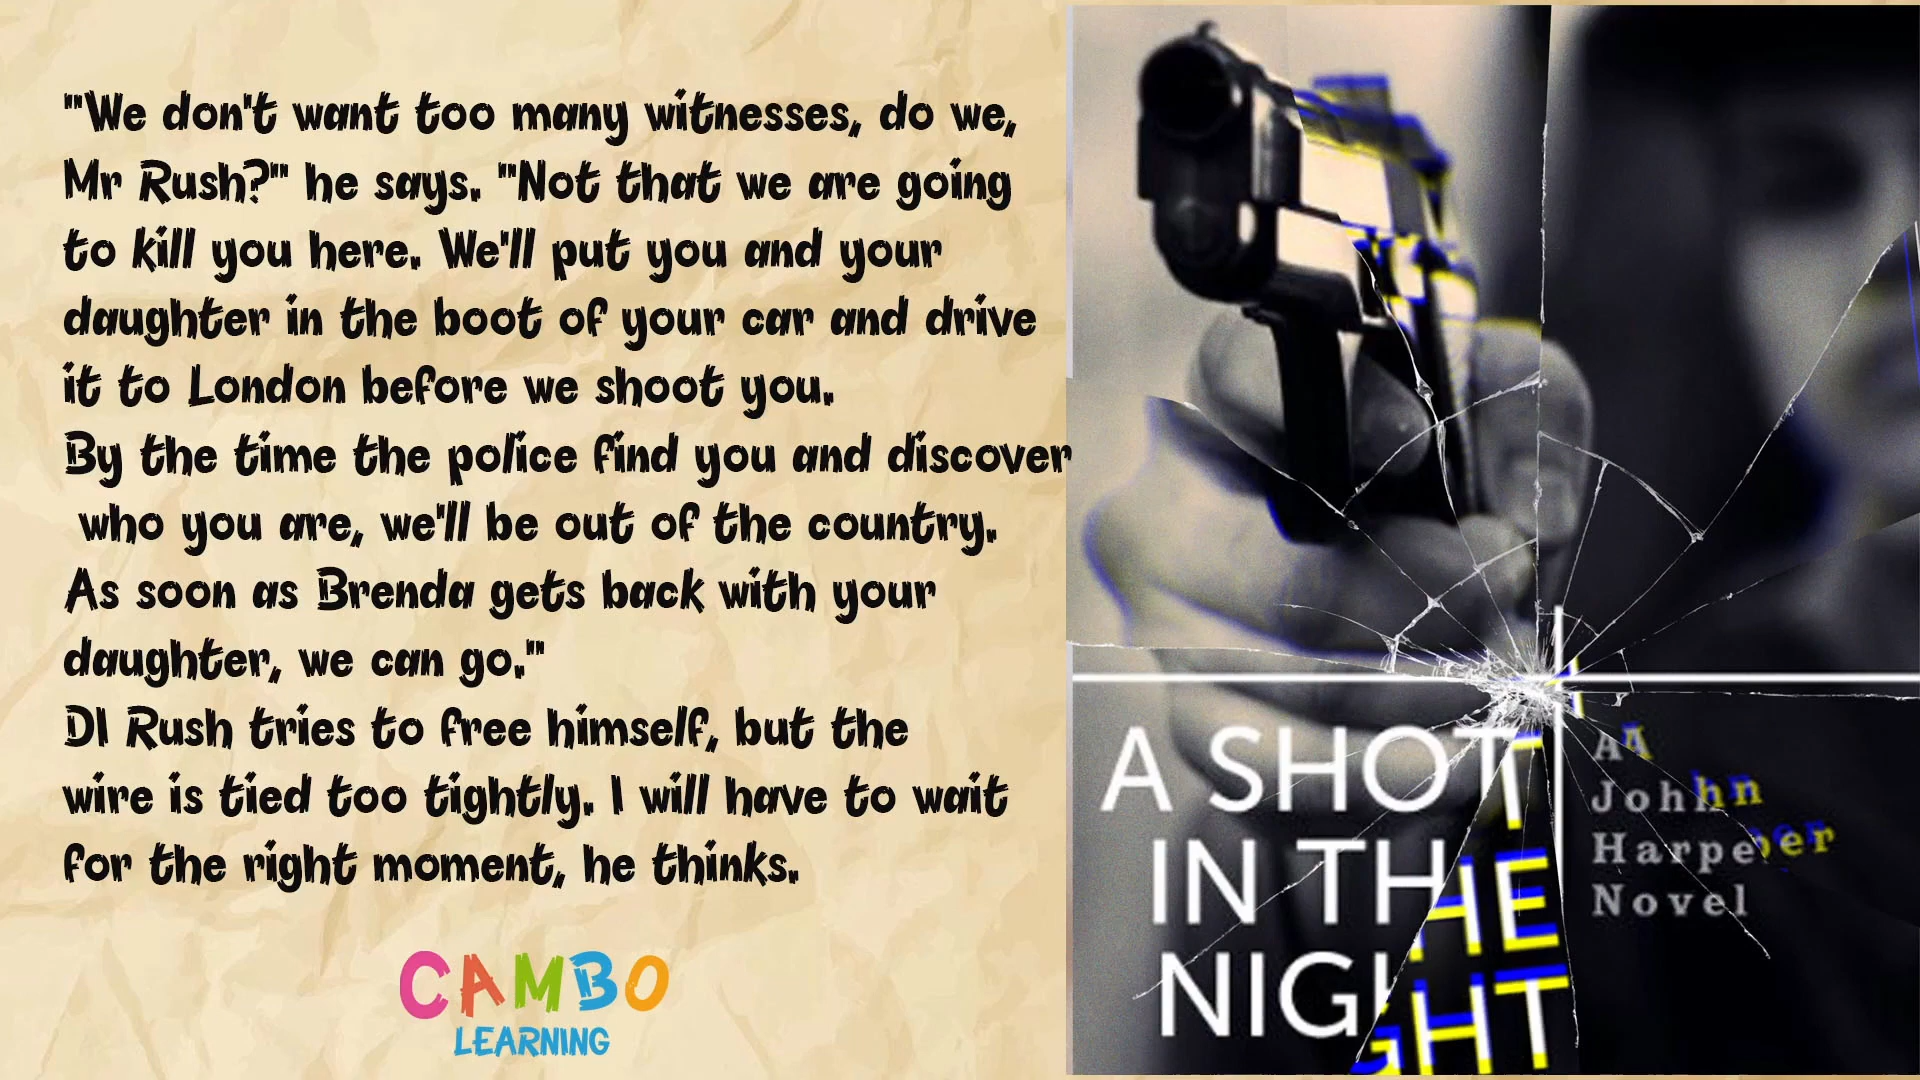 "'We don't want too many witnesses, do we,
Mr Rush?'" he says. "'Not that we are going
to kill you here. We'll put you and your
daughter in the boot of your car and drive
it to London before we shoot you.
By the time the police find you and discover
who you are, we'll be out of the country.
As soon as Brenda gets back with your
daughter, we can go."
DI Rush tries to free himself, but the
wire is tied too tightly. I will have to wait
for the right moment, he thinks.
CAMBO
LEARNING
A SHOT
IN THE
NIGHT
A
John
Harper
Novel